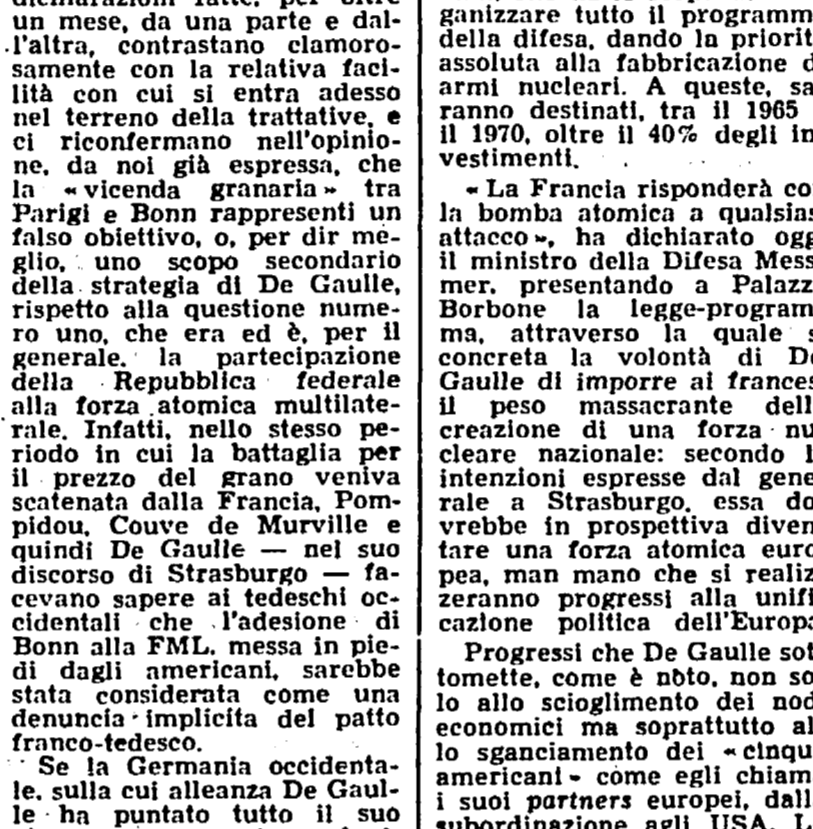 un mese, da una parte e dal-
l'altra, contrastano clamoro-
samente con la relativa faci-
lità con cui si entra adesso
nel terreno della trattative, e
ci riconfermano nell'opinio-
ne, da noi già espressa, che
la «vicenda granaria» tra
Parigi e Bonn rappresenti un
falso obiettivo, o, per dir me-
glio, uno scopo secondario
della strategia di De Gaulle,
rispetto alla questione nume-
ro uno, che era ed è, per il
generale, la partecipazione
della Repubblica federale
alla forza atomica multilate-
rale. Infatti, nello stesso pe-
riodo in cui la battaglia per
il prezzo del grano veniva
scatenata dalla Francia, Pom-
pidou, Couve de Murville e
quindi De Gaulle — nel suo
discorso di Strasburgo — fa-
cevano sapere ai tedeschi oc-
cidentali che l'adesione di
Bonn alla FML, messa in pie-
di dagli americani, sarebbe
stata considerata come una
denuncia implicita del patto
franco-tedesco.
Se la Germania occidenta-
le, sulla cui alleanza De Gaul-
le ha puntato tutto il suo
ganizzare tutto il programm
della difesa, dando la priorit
assoluta alla fabbricazione d
armi nucleari. A queste, sa
ranno destinati, tra il 1965
il 1970, oltre il 40% degli in
vestimenti.
«La Francia risponderà co
la bomba atomica a qualsias
attacco», ha dichiarato ogg
il ministro della Difesa Mess
mer, presentando a Palazz
Borbone la legge-program
ma, attraverso la quale s
concreta la volontà di De
Gaulle di imporre ai frances
il peso massacrante dell
creazione di una forza nu
cleare nazionale: secondo l
intenzioni espresse dal gene
rale a Strasburgo, essa do
vrebbe in prospettiva diven
tare una forza atomica euro
pea, man mano che si realiz
zeranno progressi alla unifi
cazione politica dell'Europa
Progressi che De Gaulle sot
tomette, come è noto, non so
lo allo scioglimento dei nod
economici ma soprattutto al
lo sganciamento dei «cinqu
americani» come egli chiam
i suoi partners europei, dall
subordinazione agli USA. L